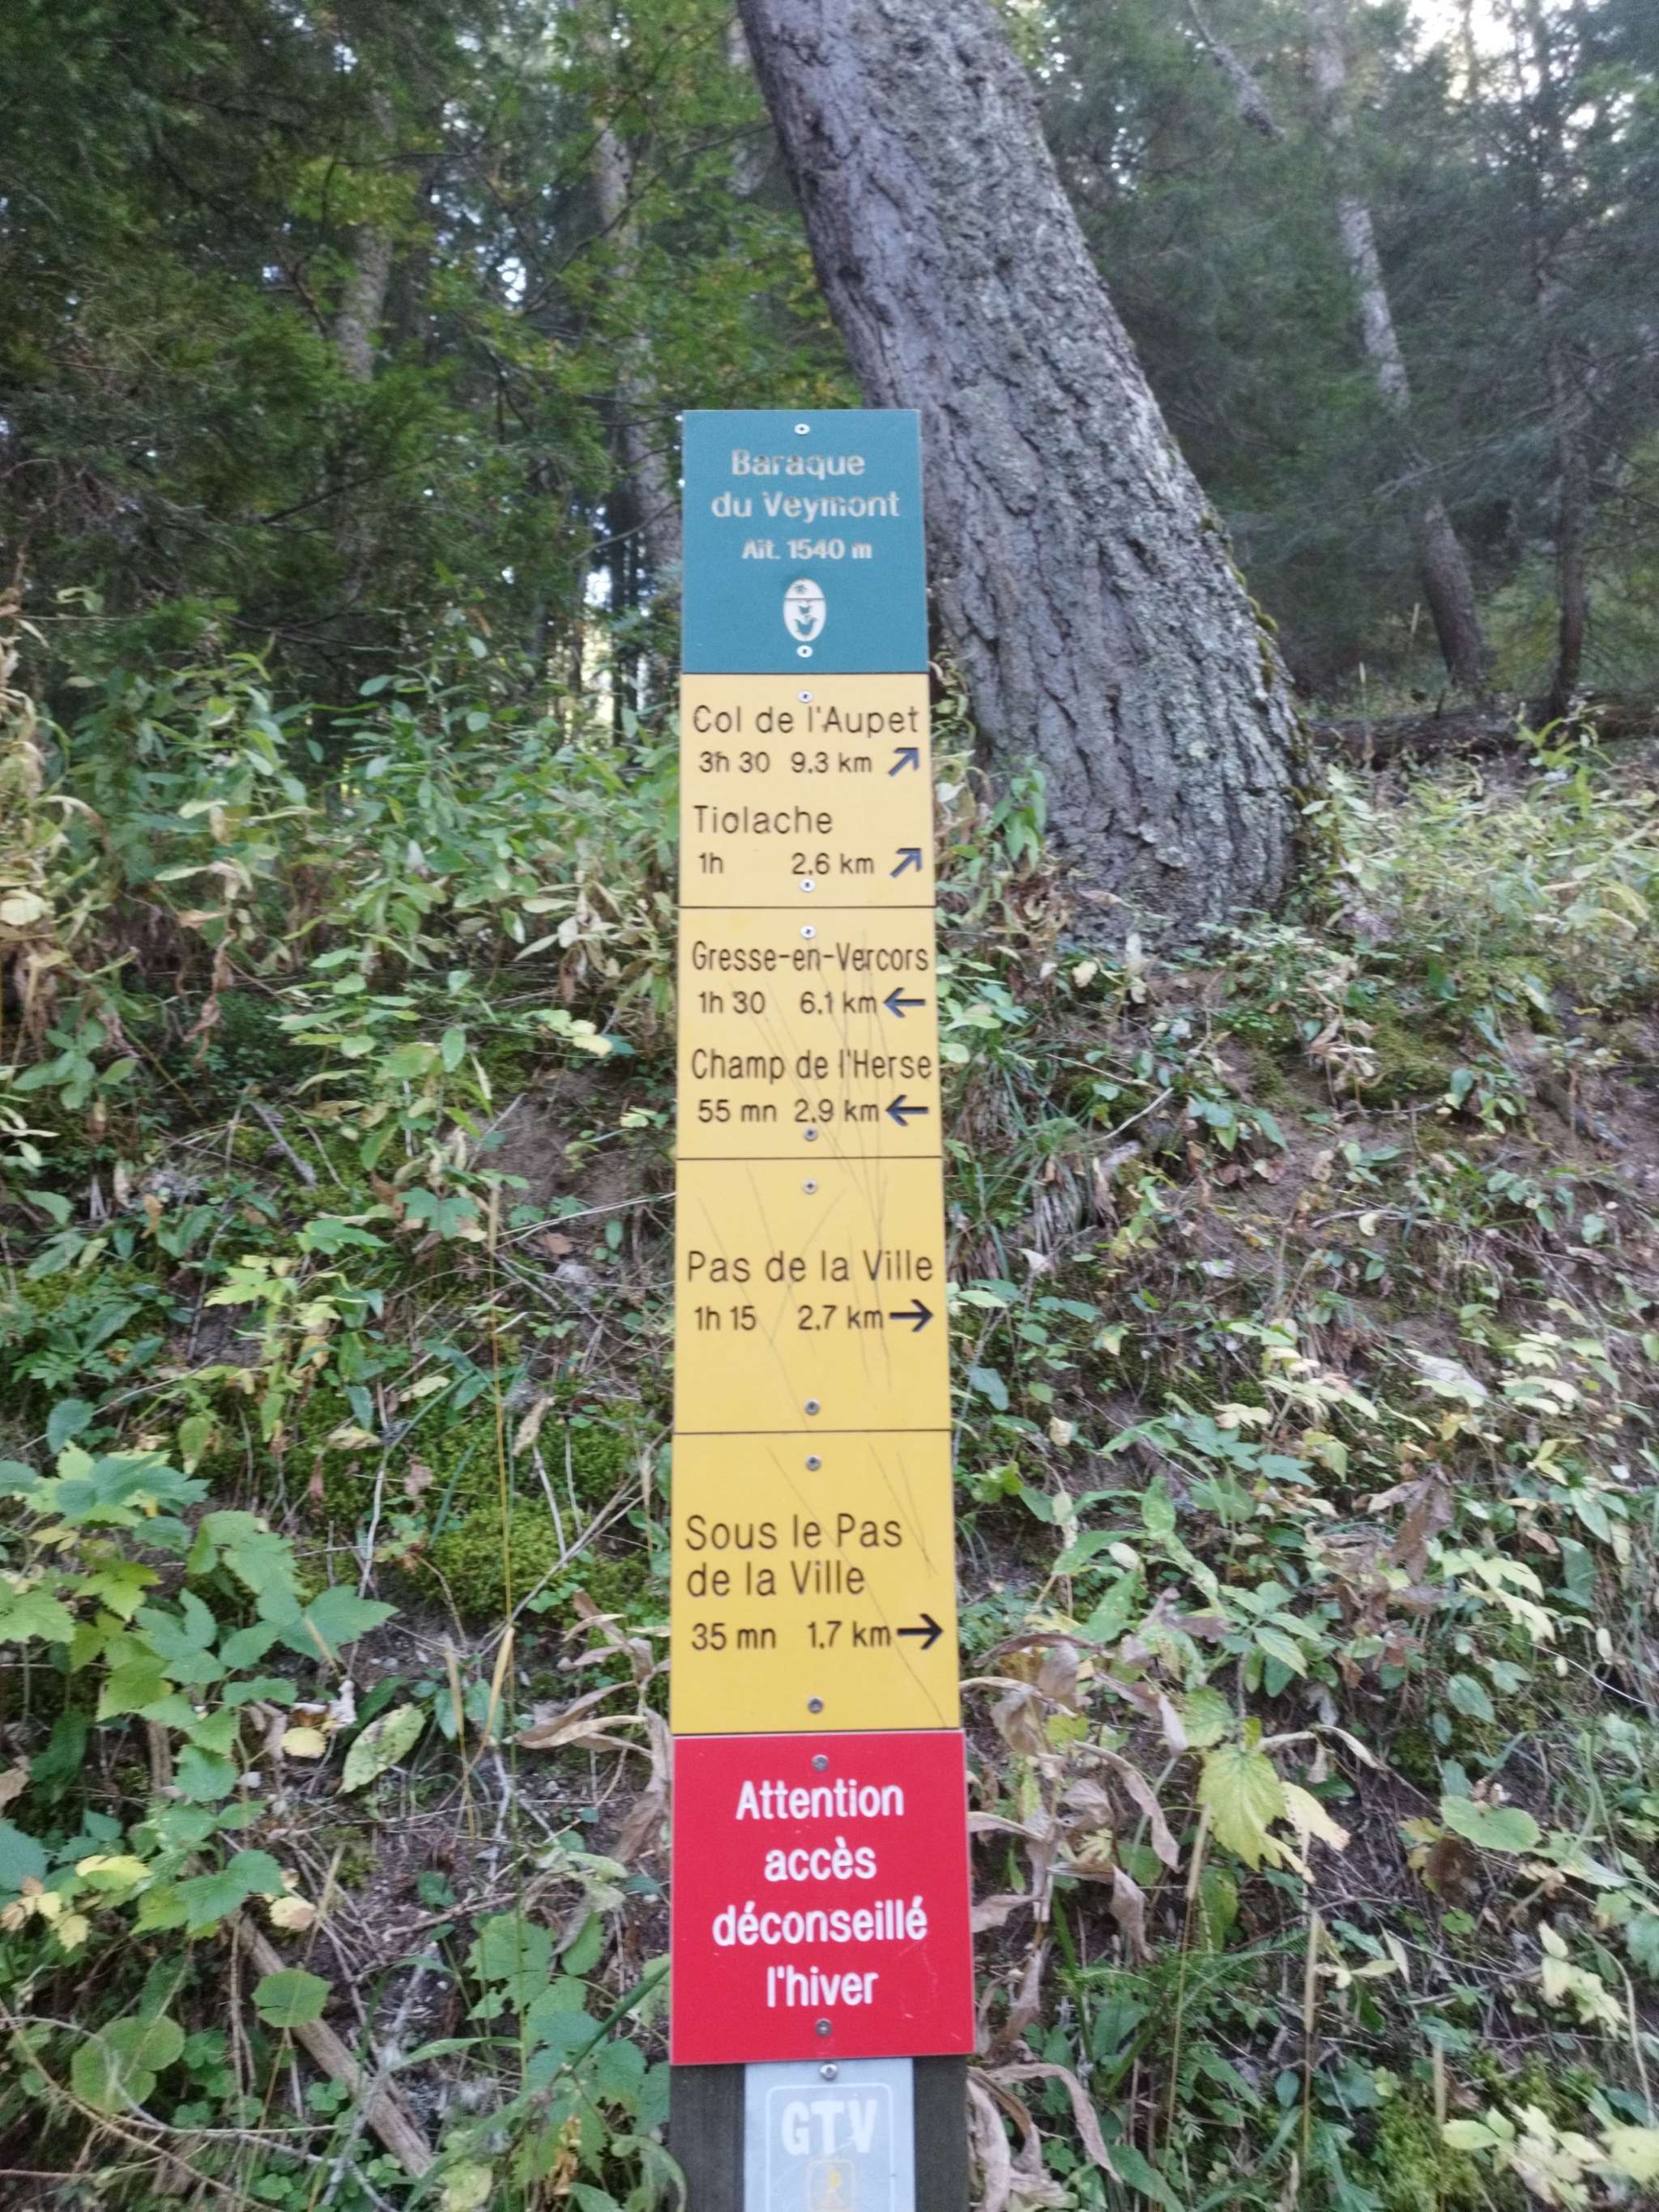 Baraque
du Veymont
Alt. 1540 m
Col de l'Aupet
3h 30 9,3 km ↗
Tiolache
1h 2,6 km ↗
Gresse-en-Vercors
1h 30 6,1 km ←
Champ de l'Herse
55 mn 2,9 km ←
Pas de la Ville
1h 15 2,7 km →
Sous le Pas
de la Ville
35 mn 1,7 km →
Attention
accès
déconseillé
l'hiver
GTV